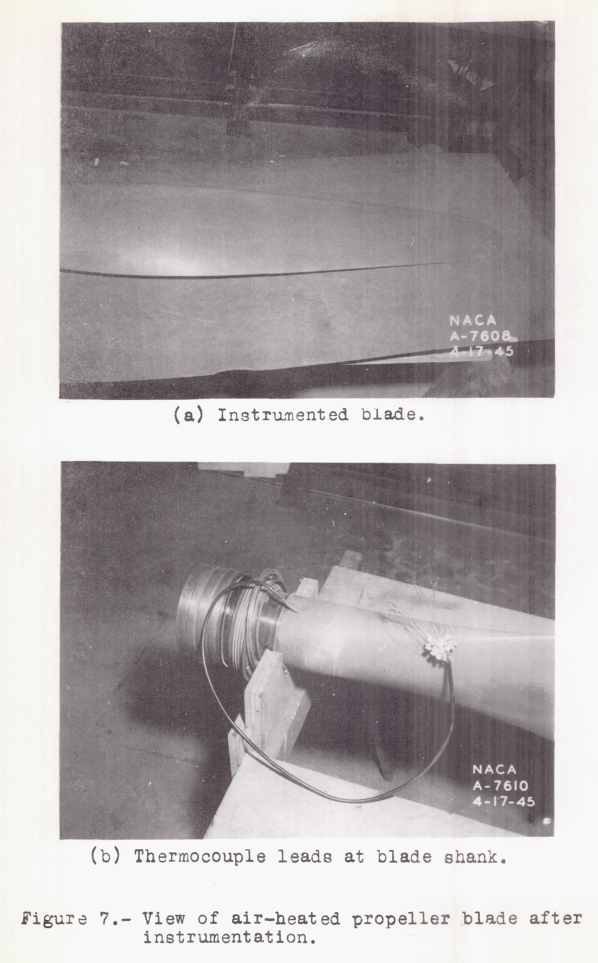 NACA
A-7608
4-17-45
(a) Instrumented blade.
NACA
A-7610
4-17-45
(b) Thermocouple leads at blade shank.
Figure 7.- View of air-heated propeller blade after
instrumentation.